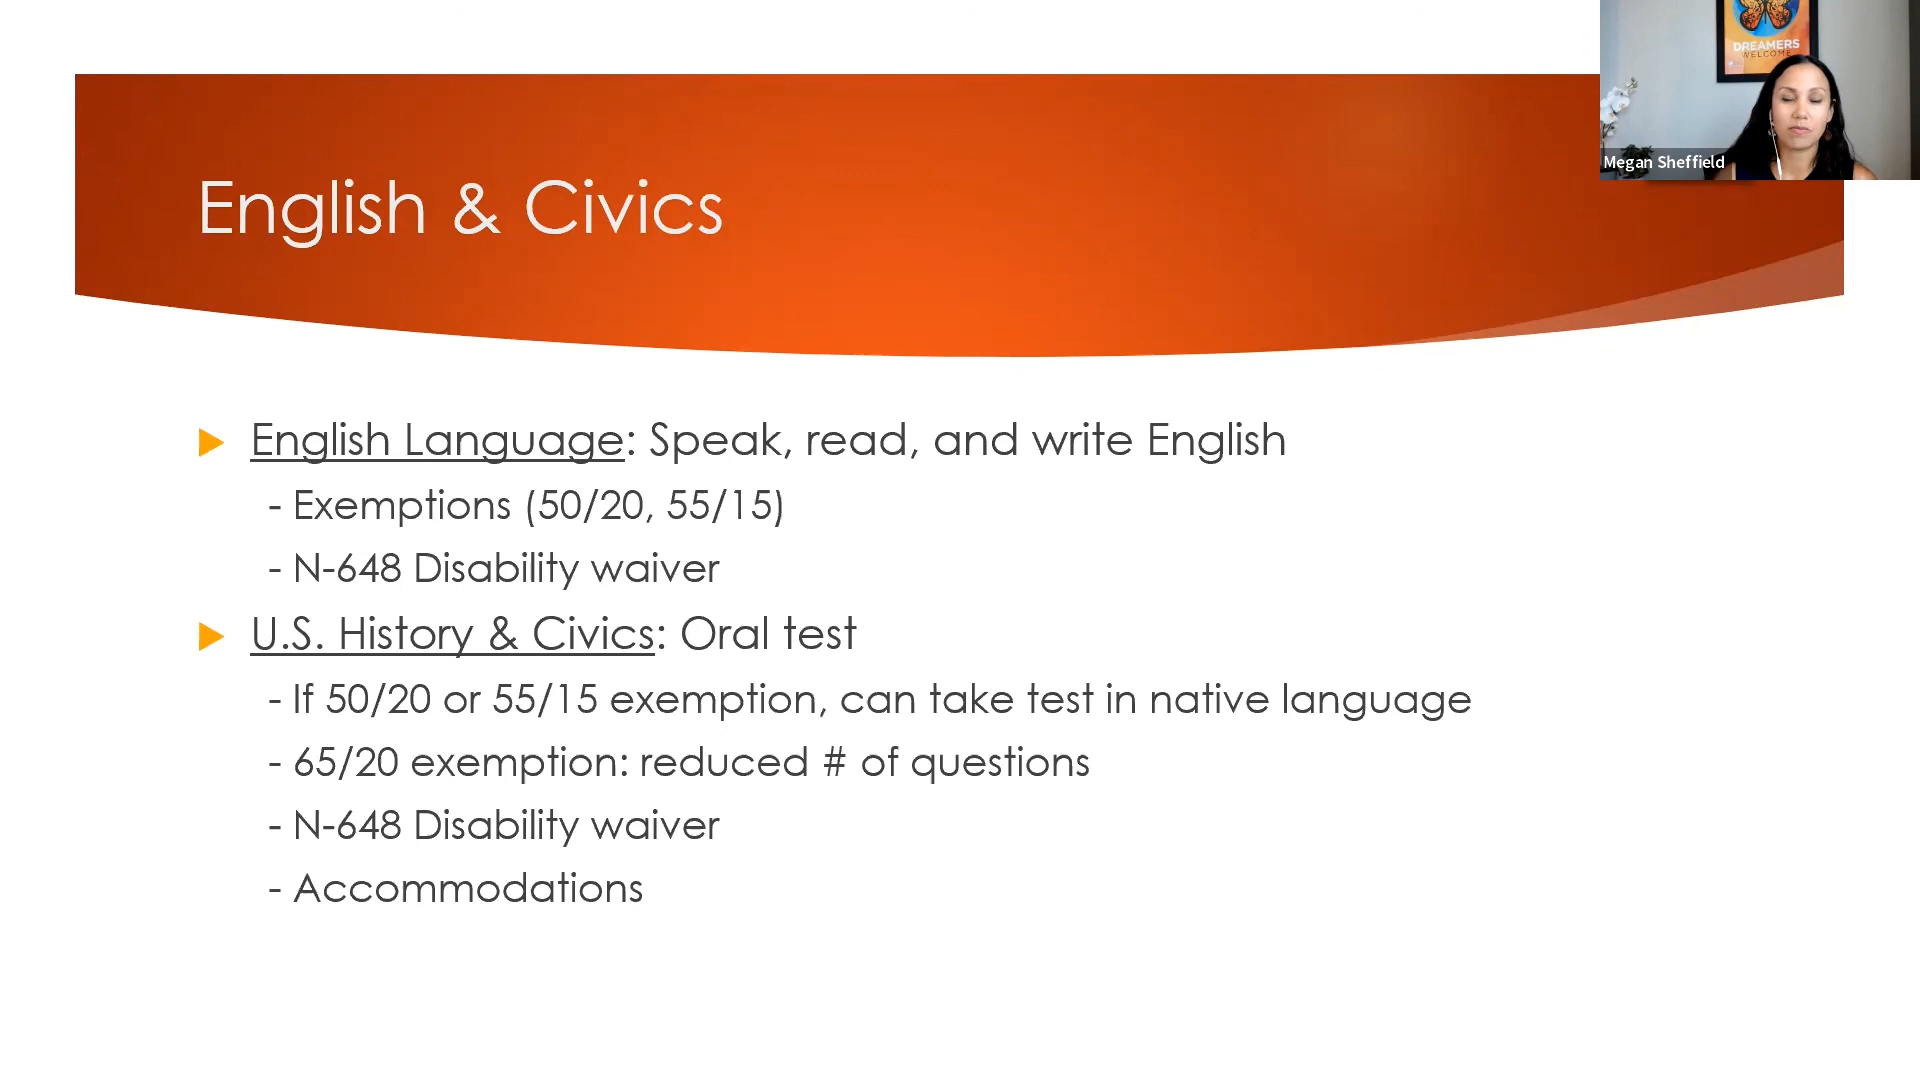 DREAMERS
WELCOME
Megan Sheffield
English & Civics
English Language: Speak, read, and write English
- Exemptions (50/20, 55/15)
- N-648 Disability waiver
U.S. History & Civics: Oral test
- If 50/20 or 55/15 exemption, can take test in native language
- 65/20 exemption: reduced # of questions
- N-648 Disability waiver
- Accommodations